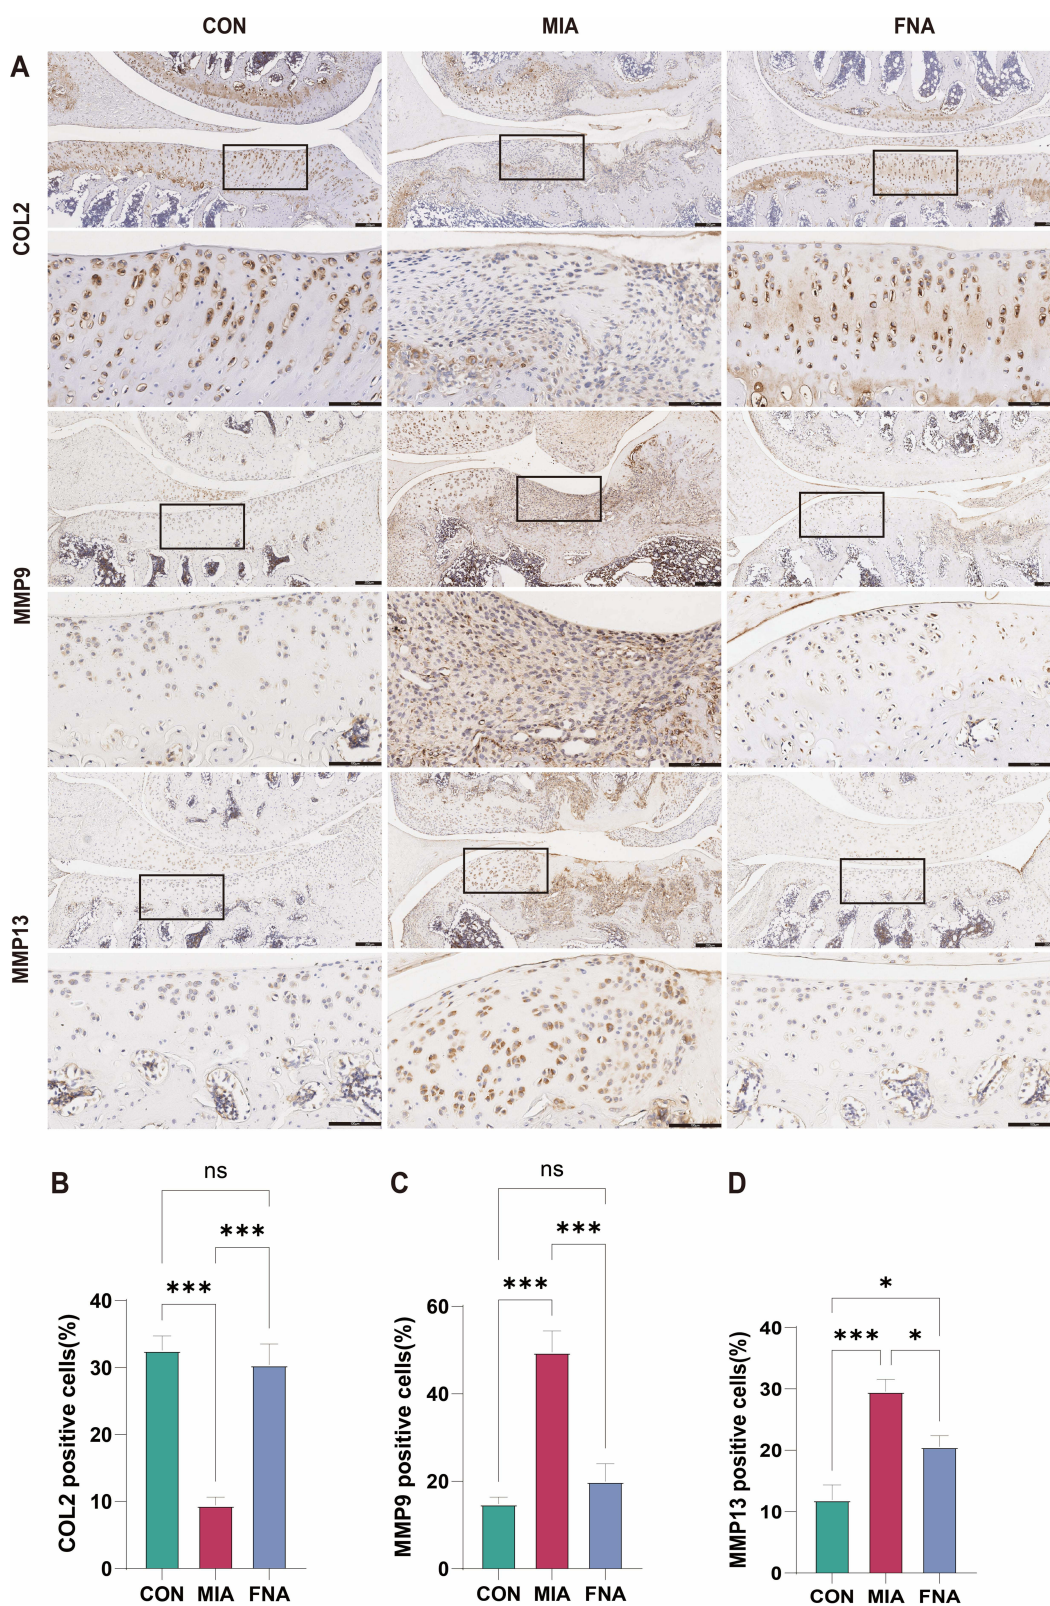 CON MIA FNA
A
COL2
MMP9
MMP13
B
ns
***
***
COL2 positive cells(%)
40
30
20
10
0
CON MIA FNA
C
ns
***
***
MMP9 positive cells(%)
60
40
20
0
CON MIA FNA
D
*
*** *
MMP13 positive cells(%)
40
30
20
10
0
CON MIA FNA